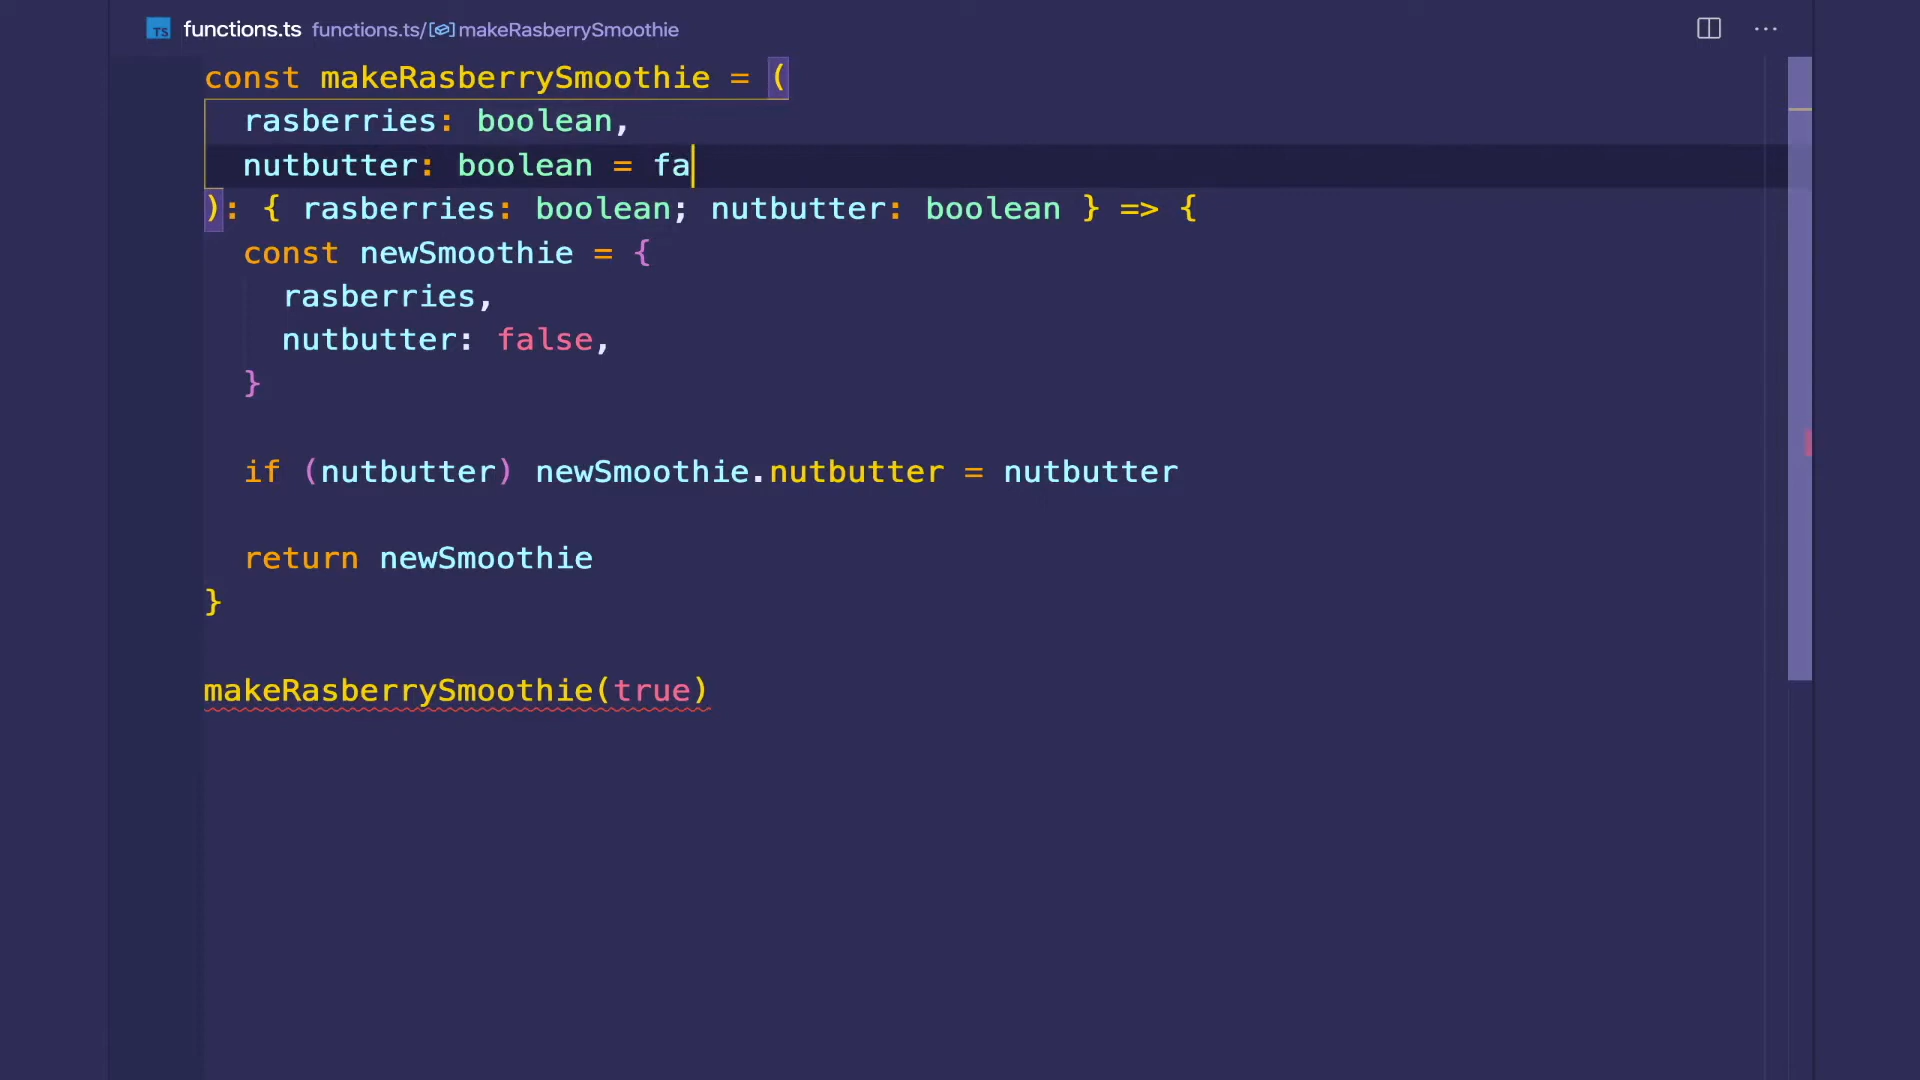 TS functions.ts functions.ts/makeRasberrySmoothie ...
const makeRasberrySmoothie = (
  rasberries: boolean,
  nutbutter: boolean = fa
): { rasberries: boolean; nutbutter: boolean } => {
  const newSmoothie = {
    rasberries,
    nutbutter: false,
  }
  if (nutbutter) newSmoothie.nutbutter = nutbutter
  return newSmoothie
}
makeRasberrySmoothie(true)